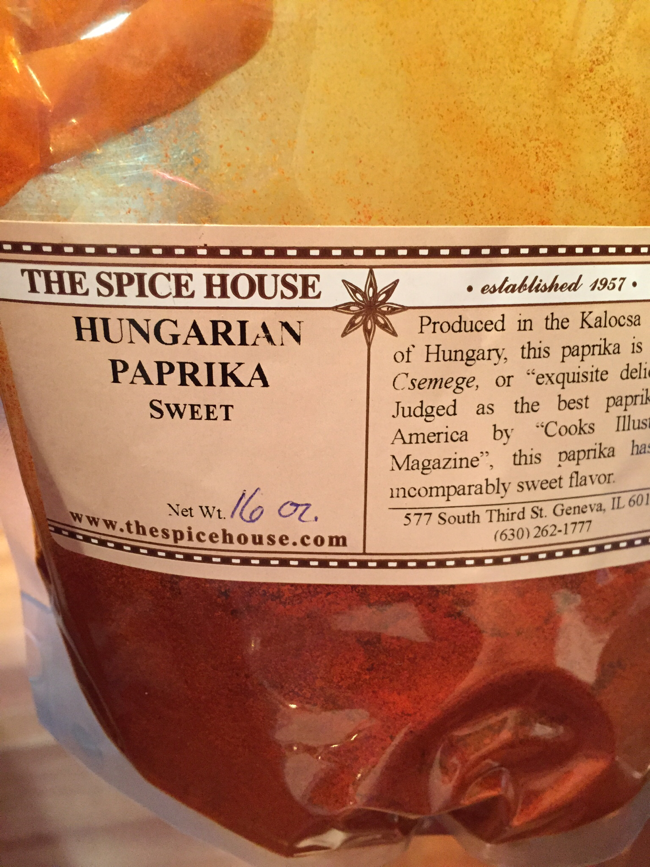 THE SPICE HOUSE
• established 1957 •
HUNGARIAN
PAPRIKA
SWEET
Net Wt. 16 oz.
www.thespicehouse.com
Produced in the Kalocsa
of Hungary, this paprika is
Csemege, or “exquisite
Judged as the best
America by “Cooks
Magazine”, this paprika has
incomparably sweet flavor.
577 South Third St. Geneva, IL
(630) 262-1777